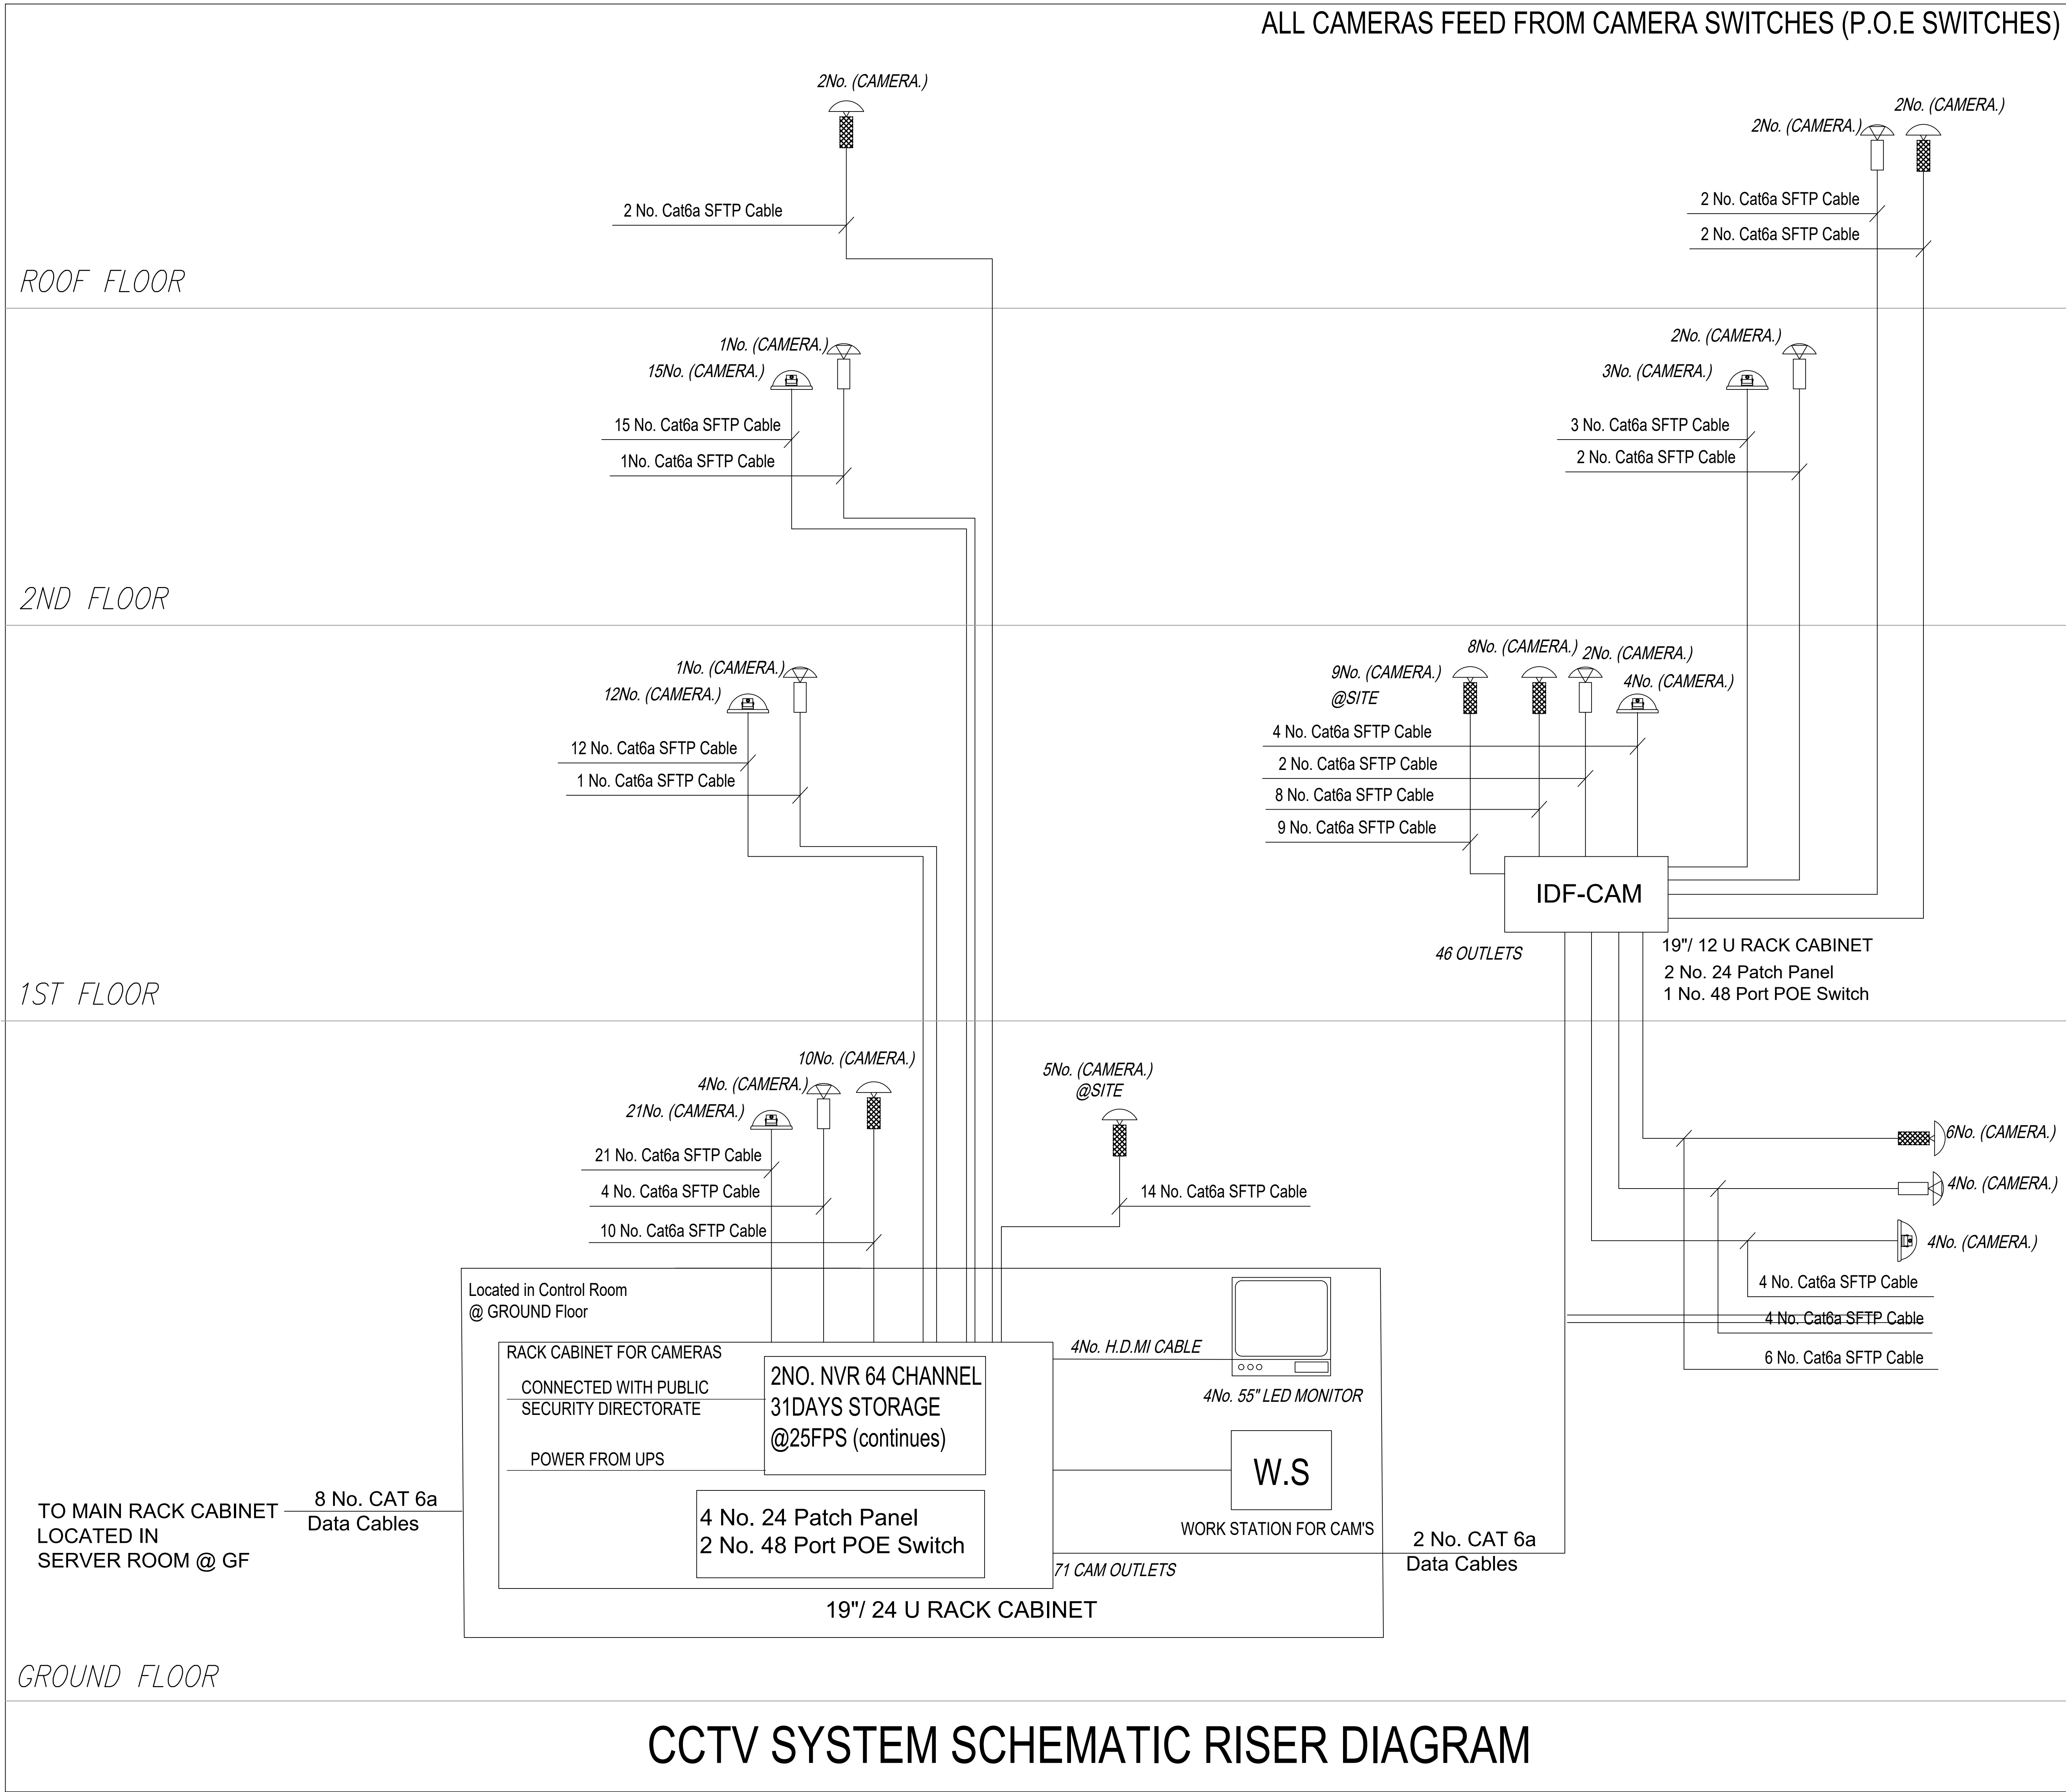 ALL CAMERAS FEED FROM CAMERA SWITCHES (P.O.E SWITCHES)
2No. (CAMERA.)
2 No. Cat6a SFTP Cable
2No. (CAMERA.)
2No. (CAMERA.)
2 No. Cat6a SFTP Cable
2 No. Cat6a SFTP Cable
ROOF FLOOR
1No. (CAMERA.)
15No. (CAMERA.)
15 No. Cat6a SFTP Cable
1No. Cat6a SFTP Cable
2No. (CAMERA.)
3No. (CAMERA.)
3 No. Cat6a SFTP Cable
2 No. Cat6a SFTP Cable
2ND FLOOR
1No. (CAMERA.)
12No. (CAMERA.)
12 No. Cat6a SFTP Cable
1 No. Cat6a SFTP Cable
8No. (CAMERA.)
2No. (CAMERA.)
9No. (CAMERA.)
@SITE
4No. (CAMERA.)
4 No. Cat6a SFTP Cable
2 No. Cat6a SFTP Cable
8 No. Cat6a SFTP Cable
9 No. Cat6a SFTP Cable
IDF-CAM
46 OUTLETS
19"/ 12 U RACK CABINET
2 No. 24 Patch Panel
1 No. 48 Port POE Switch
1ST FLOOR
10No. (CAMERA.)
4No. (CAMERA.)
21No. (CAMERA.)
21 No. Cat6a SFTP Cable
4 No. Cat6a SFTP Cable
10 No. Cat6a SFTP Cable
5No. (CAMERA.)
@SITE
14 No. Cat6a SFTP Cable
6No. (CAMERA.)
4No. (CAMERA.)
4No. (CAMERA.)
4 No. Cat6a SFTP Cable
4 No. Cat6a SFTP Cable
6 No. Cat6a SFTP Cable
Located in Control Room
@ GROUND Floor
RACK CABINET FOR CAMERAS
CONNECTED WITH PUBLIC
SECURITY DIRECTORATE
POWER FROM UPS
2NO. NVR 64 CHANNEL
31DAYS STORAGE
@25FPS (continues)
4 No. 24 Patch Panel
2 No. 48 Port POE Switch
4No. H.D.MI CABLE
4No. 55" LED MONITOR
W.S
WORK STATION FOR CAM'S
71 CAM OUTLETS
19"/ 24 U RACK CABINET
2 No. CAT 6a
Data Cables
8 No. CAT 6a
Data Cables
TO MAIN RACK CABINET
LOCATED IN
SERVER ROOM @ GF
GROUND FLOOR
CCTV SYSTEM SCHEMATIC RISER DIAGRAM